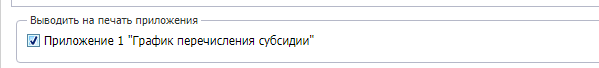 Выводить на печать приложения
Приложение 1 "График перечисления субсидии"